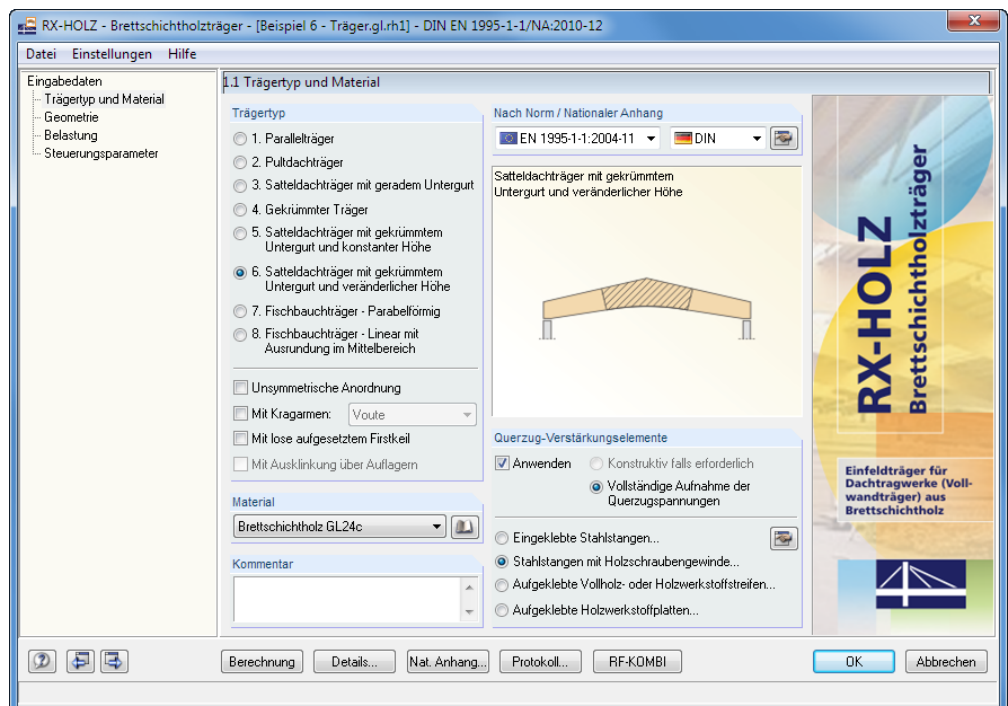 RX-HOLZ - Brettschichtholzträger - [Beispiel 6 - Träger.gl.rh1] - DIN EN 1995-1-1/NA:2010-12
Datei Einstellungen Hilfe
Eingabedaten
Trägertyp und Material
Geometrie
Belastung
Steuerungsparameter
1.1 Trägertyp und Material
Trägertyp
1. Parallelträger
2. Pultdachträger
3. Satteldachträger mit geradem Untergurt
4. Gekrümmter Träger
5. Satteldachträger mit gekrümmtem
Untergurt und konstanter Höhe
6. Satteldachträger mit gekrümmtem
Untergurt und veränderlicher Höhe
7. Fischbauchträger - Parabelförmig
8. Fischbauchträger - Linear mit
Ausrundung im Mittelbereich
Unsymmetrische Anordnung
Mit Kragarmen: Voute
Mit lose aufgesetztem Firstkeil
Mit Ausklinkung über Auflagern
Material
Brettschichtholz GL24c
Kommentar
Nach Norm / Nationaler Anhang
EN 1995-1-1:2004-11 DIN
Satteldachträger mit gekrümmtem
Untergurt und veränderlicher Höhe
Querzug-Verstärkungselemente
Anwenden Konstruktiv falls erforderlich
Vollständige Aufnahme der
Querzugspannungen
Eingeklebte Stahlstangen...
Stahlstangen mit Holzschraubengewinde...
Aufgeklebte Vollholz- oder Holzwerkstoffstreifen...
Aufgeklebte Holzwerkstoffplatten...
RX-HOLZ
Brettschichtholzträger
Einfeldträger für
Dachtragwerke (Voll-
wandträger) aus
Brettschichtholz
Berechnung Details... Nat. Anhang... Protokoll... RF-KOMBI OK Abbrechen